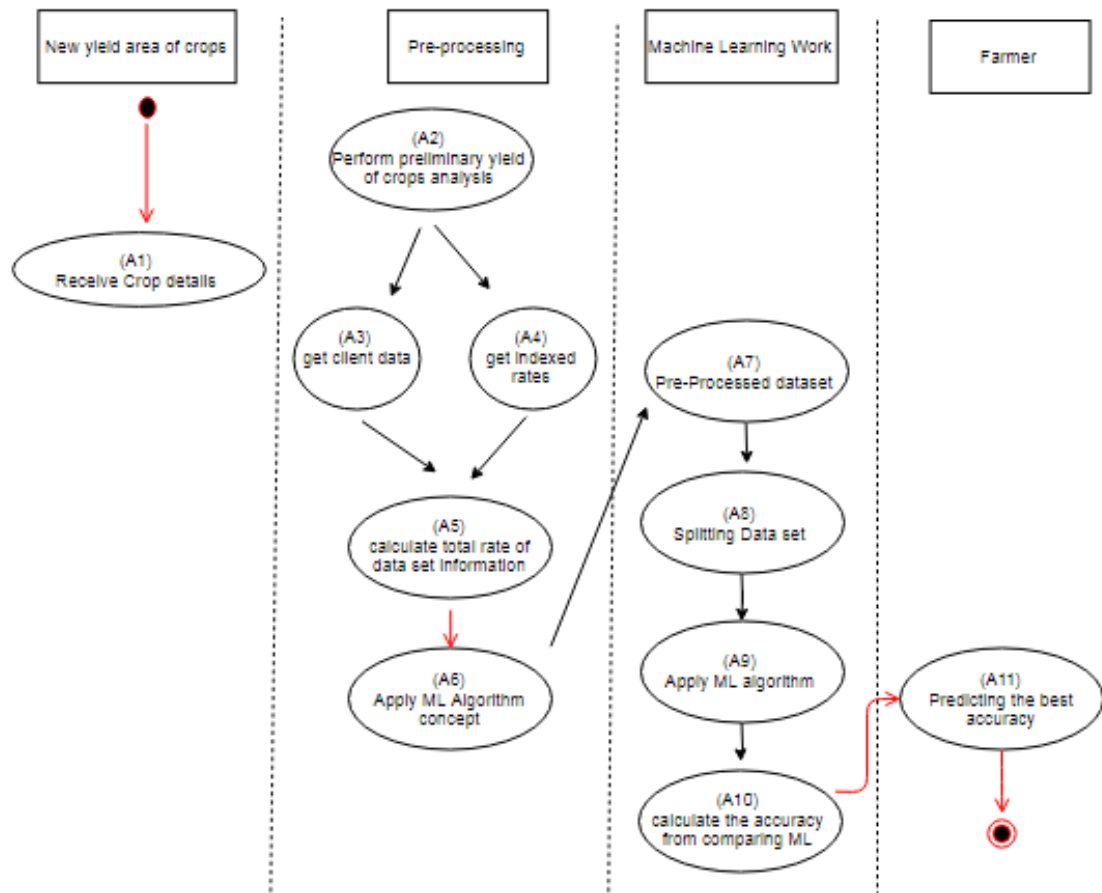 New yield area of crops
Pre-processing
Machine Learning Work
Farmer
(A1)
Receive Crop details
(A2)
Perform preliminary yield
of crops analysis
(A3)
get client data
(A4)
get indexed
rates
(A5)
calculate total rate of
data set information
(A6)
Apply ML Algorithm
concept
(A7)
Pre-Processed dataset
(A8)
Splitting Data set
(A9)
Apply ML algorithm
(A10)
calculate the accuracy
from comparing ML
(A11)
Predicting the best
accuracy